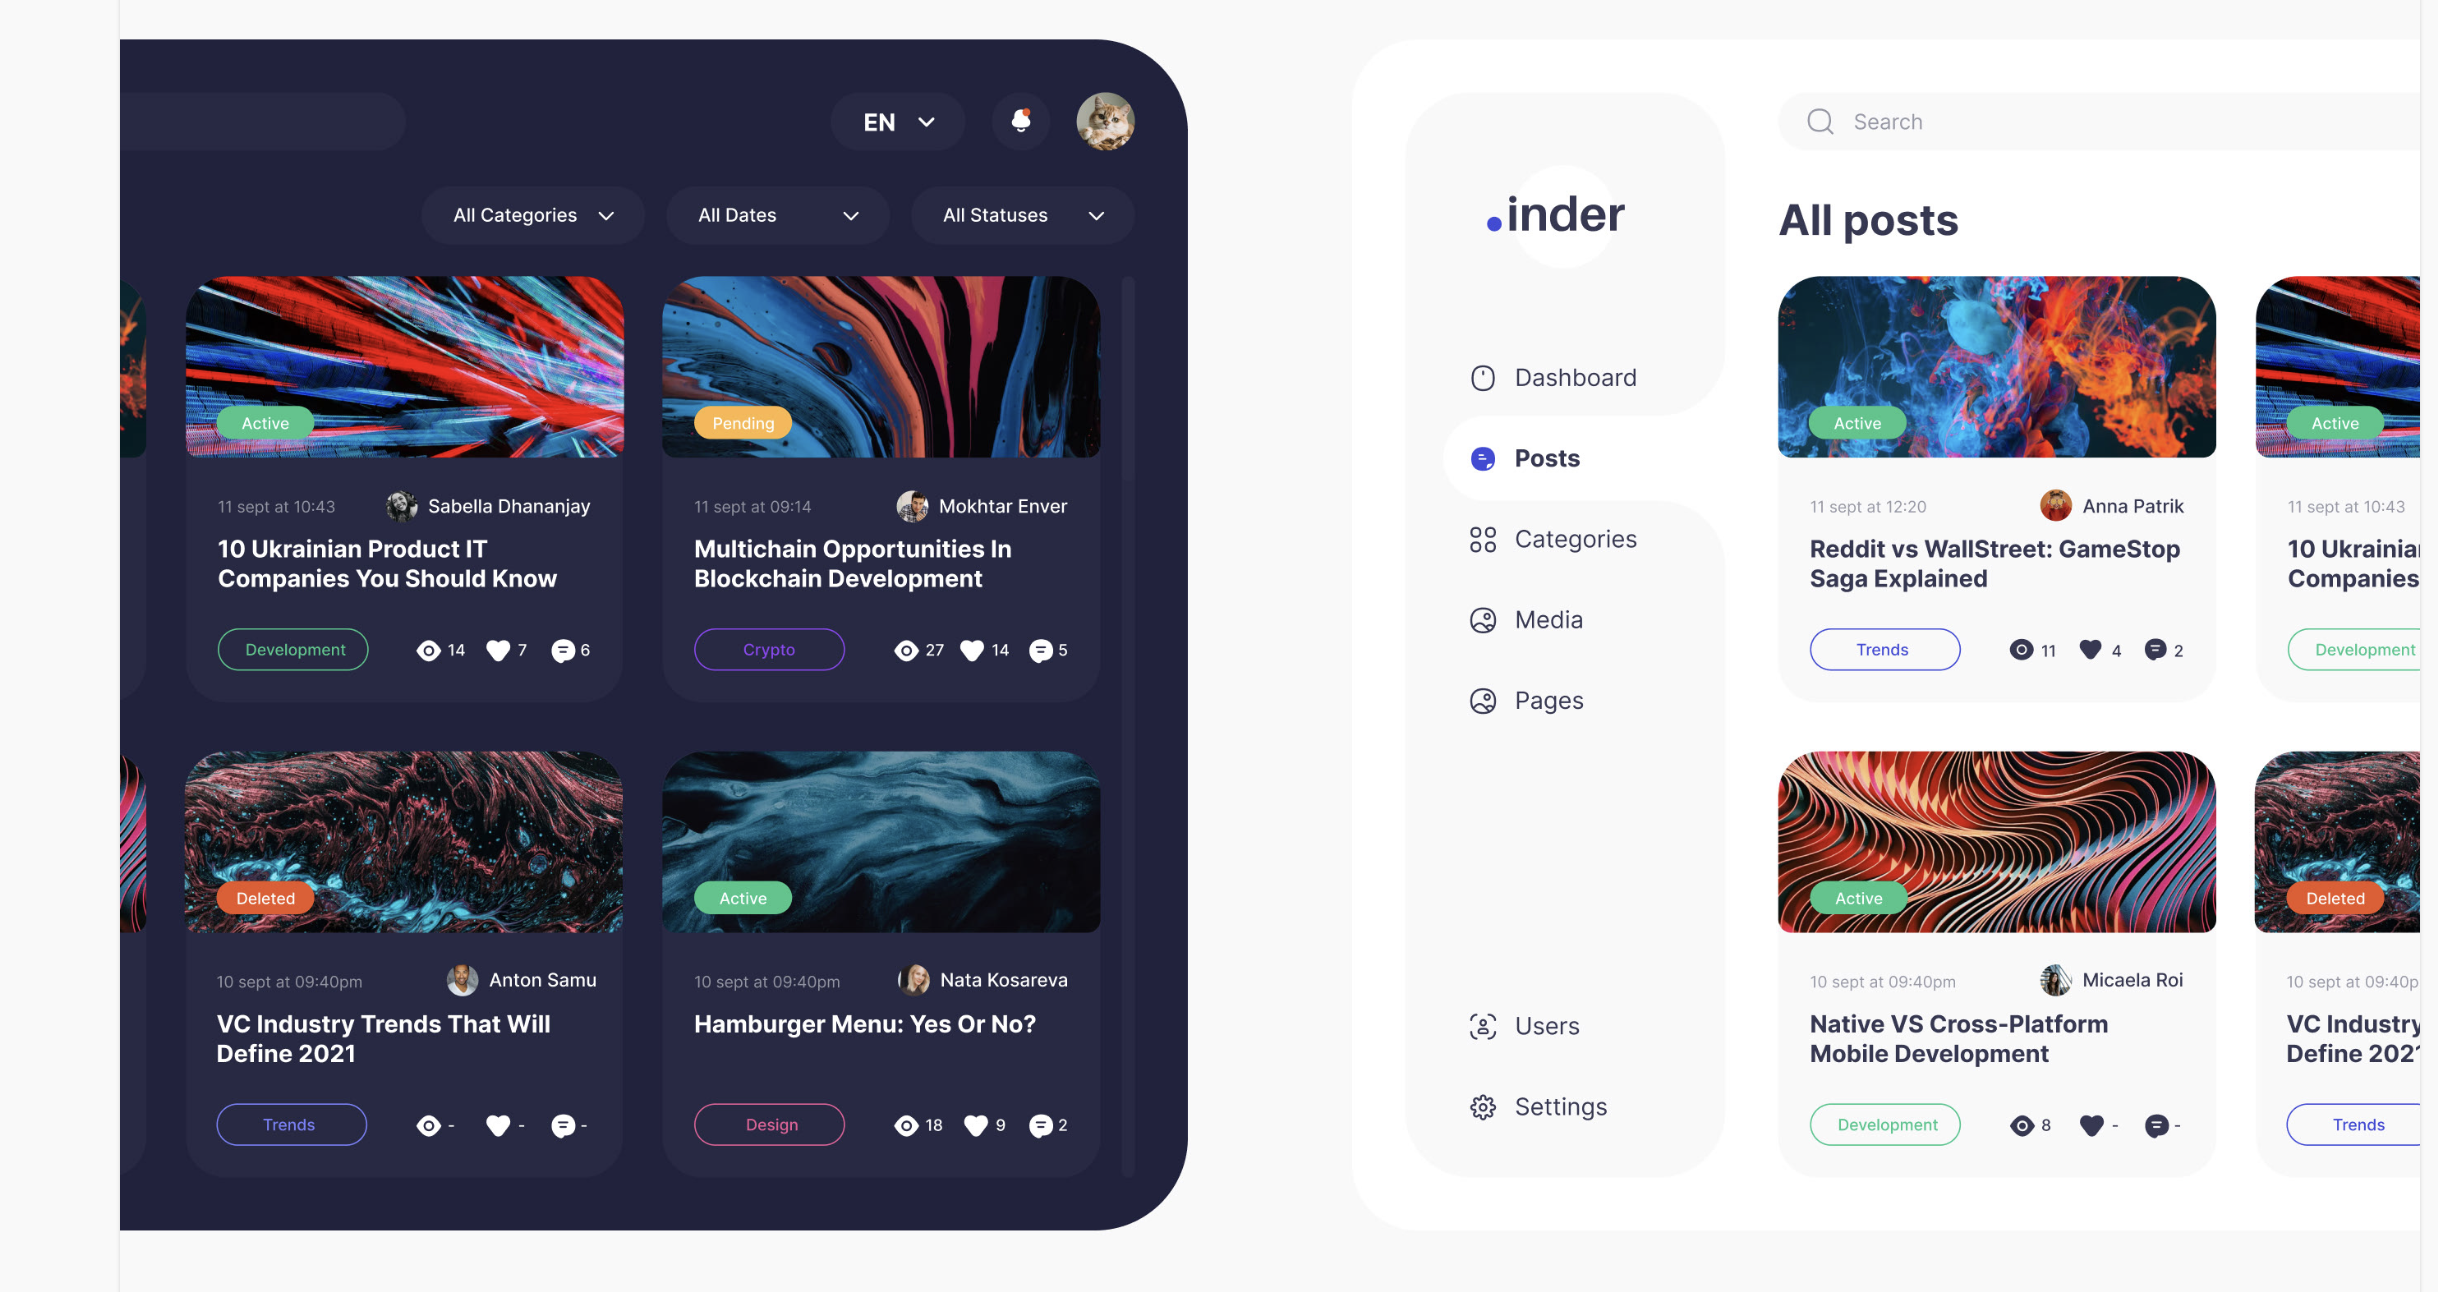 EN
All Categories
All Dates
All Statuses
Active
11 sept at 10:43
Sabella Dhananjay
10 Ukrainian Product IT
Companies You Should Know
Development
14
7
6
Pending
11 sept at 09:14
Mokhtar Enver
Multichain Opportunities In
Blockchain Development
Crypto
27
14
5
Deleted
10 sept at 09:40pm
Anton Samu
VC Industry Trends That Will
Define 2021
Trends
-
-
-
Active
10 sept at 09:40pm
Nata Kosareva
Hamburger Menu: Yes Or No?
Design
18
9
2
.inder
Dashboard
Posts
Categories
Media
Pages
Users
Settings
Search
All posts
Active
11 sept at 12:20
Anna Patrik
Reddit vs WallStreet: GameStop
Saga Explained
Trends
11
4
2
Active
11 sept at 10:43
10 Ukrainia
Companies
Development
Active
10 sept at 09:40pm
Micaela Roi
Native VS Cross-Platform
Mobile Development
Development
8
-
-
Deleted
10 sept at 09:40p
VC Industry
Define 202
Trends